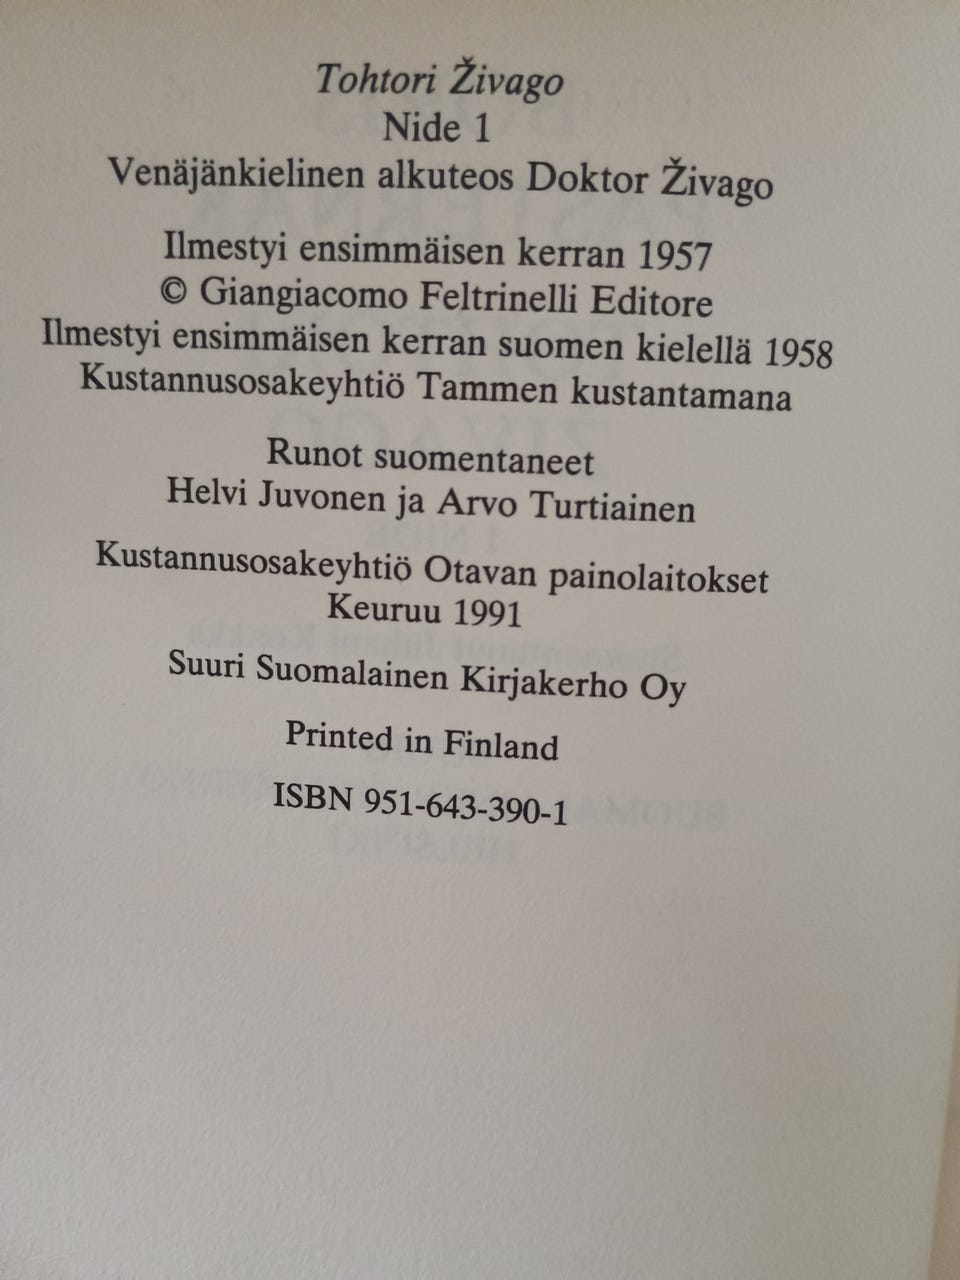 Tohtori Živago
Nide 1
Venäjänkielinen alkuteos Doktor Živago
Ilmestyi ensimmäisen kerran 1957
© Giangiacomo Feltrinelli Editore
Ilmestyi ensimmäisen kerran suomen kielellä 1958
Kustannusosakeyhtiö Tammen kustantamana
Runot suomentaneet
Helvi Juvonen ja Arvo Turtiainen
Kustannusosakeyhtiö Otavan painolaitokset
Keuruu 1991
Suuri Suomalainen Kirjakerho Oy
Printed in Finland
ISBN 951-643-390-1